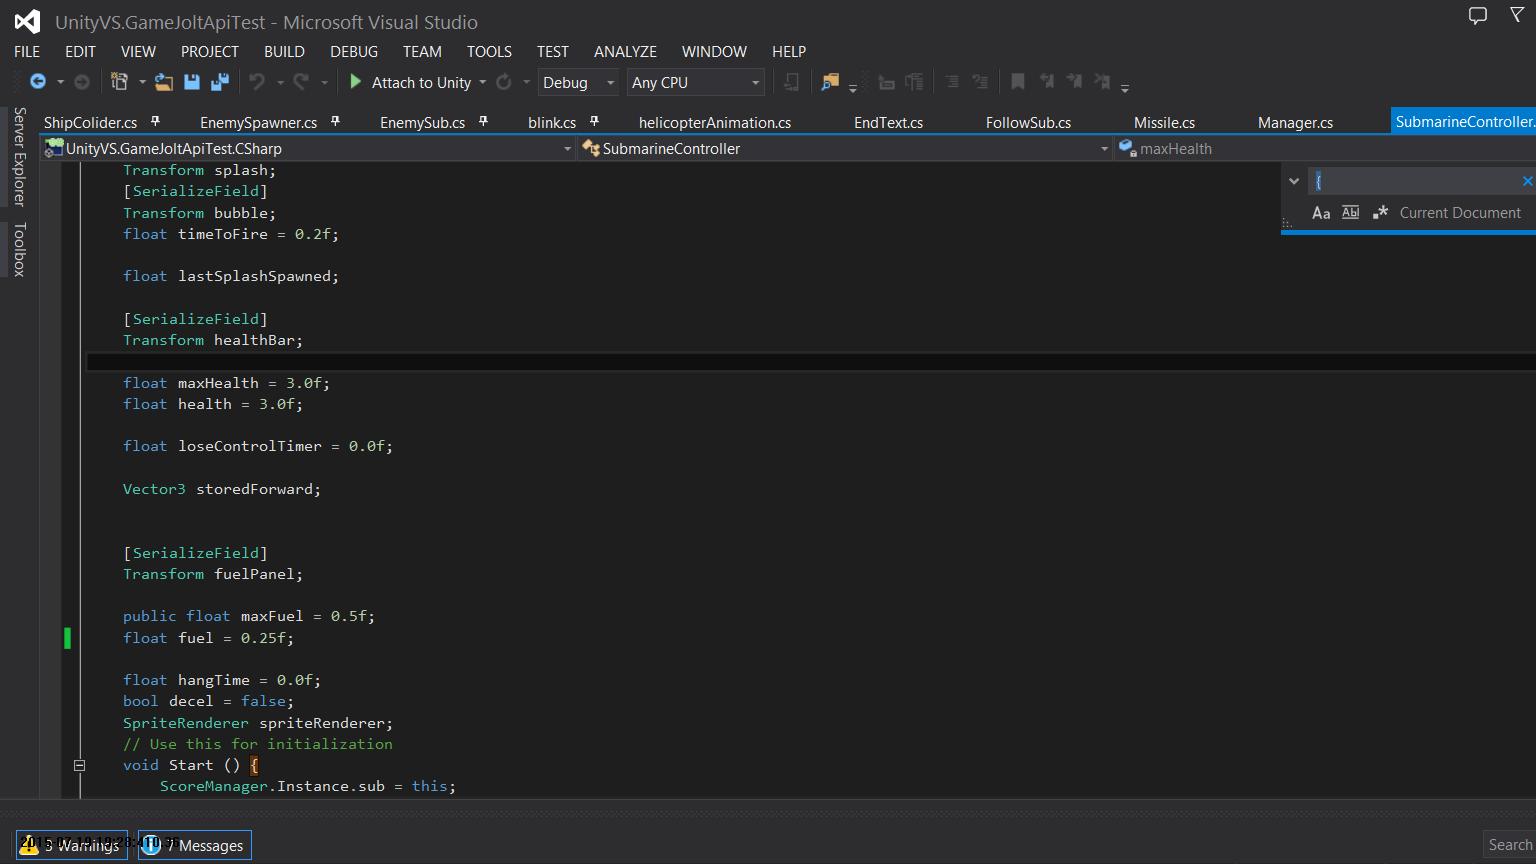 UnityVS.GameJoltApiTest - Microsoft Visual Studio
FILE EDIT VIEW PROJECT BUILD DEBUG TEAM TOOLS TEST ANALYZE WINDOW HELP
Attach to Unity Debug Any CPU
Server Explorer
Toolbox
ShipColider.cs EnemySpawner.cs EnemySub.cs blink.cs helicopterAnimation.cs EndText.cs FollowSub.cs Missile.cs Manager.cs SubmarineController.
UnityVS.GameJoltApiTest.CSharp SubmarineController maxHealth
{
Aa Abl .* Current Document
Transform splash;
[SerializeField]
Transform bubble;
float timeToFire = 0.2f;
float lastSplashSpawned;
[SerializeField]
Transform healthBar;
float maxHealth = 3.0f;
float health = 3.0f;
float loseControlTimer = 0.0f;
Vector3 storedForward;
[SerializeField]
Transform fuelPanel;
public float maxFuel = 0.5f;
float fuel = 0.25f;
float hangTime = 0.0f;
bool decel = false;
SpriteRenderer spriteRenderer;
// Use this for initialization
void Start () {
ScoreManager.Instance.sub = this;
3 Warnings 7 Messages
Search